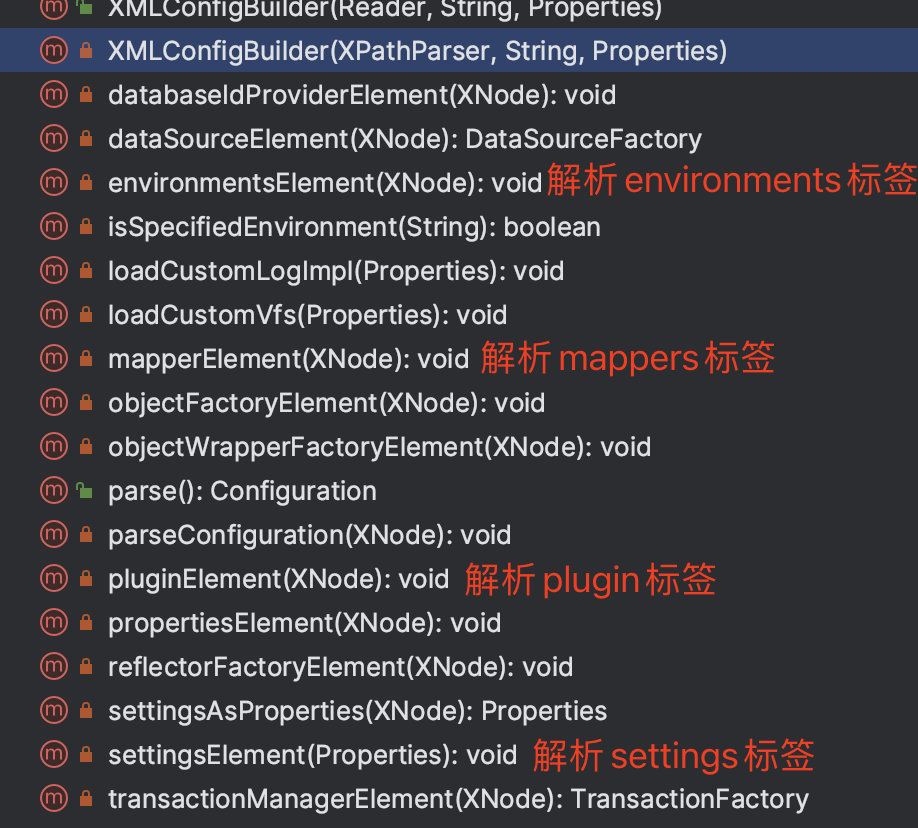 XMLConfigBuilder(Reader, String, Properties)
XMLConfigBuilder(XPathParser, String, Properties)
databaseIdProviderElement(XNode): void
dataSourceElement(XNode): DataSourceFactory
environmentsElement(XNode): void 解析 environments 标签
isSpecifiedEnvironment(String): boolean
loadCustomLogImpl(Properties): void
loadCustomVfs(Properties): void
mapperElement(XNode): void 解析 mappers 标签
objectFactoryElement(XNode): void
objectWrapperFactoryElement(XNode): void
parse(): Configuration
parseConfiguration(XNode): void
pluginElement(XNode): void 解析 plugin 标签
propertiesElement(XNode): void
reflectorFactoryElement(XNode): void
settingsAsProperties(XNode): Properties
settingsElement(Properties): void 解析 settings 标签
transactionManagerElement(XNode): TransactionFactory